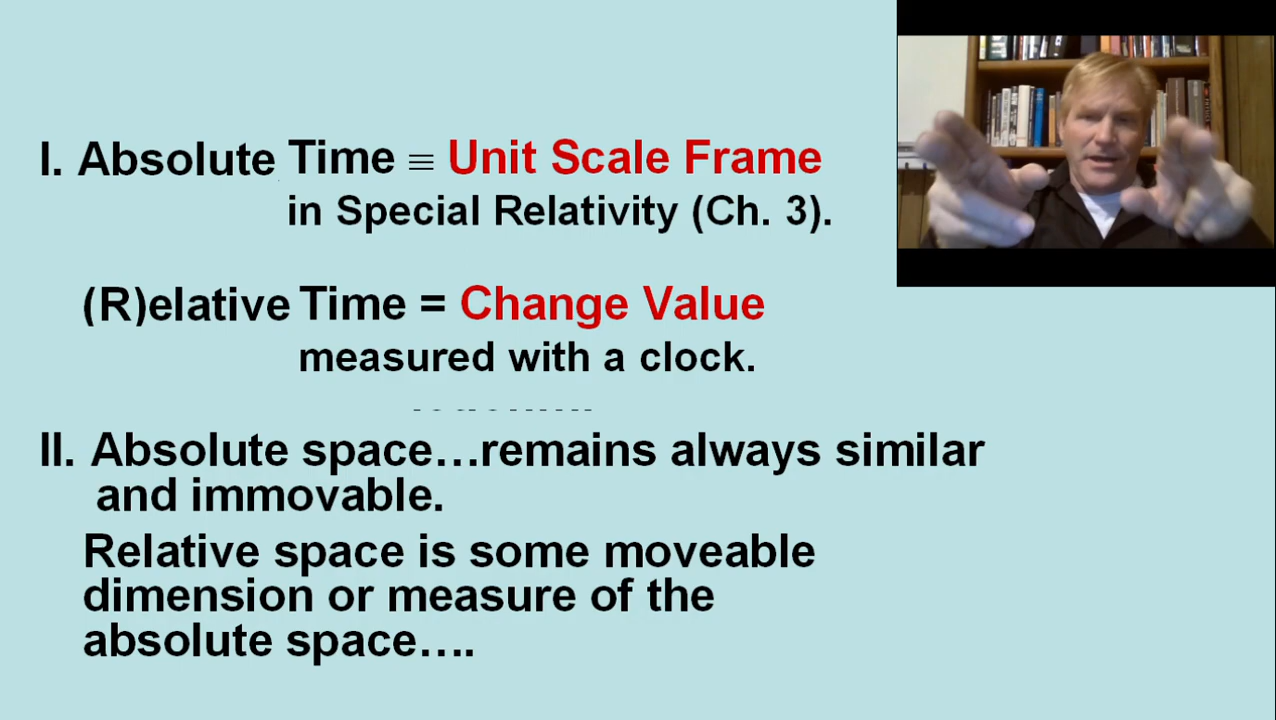 I. Absolute Time ≡ Unit Scale Frame
in Special Relativity (Ch. 3).
(R)elative Time = Change Value
measured with a clock.
II. Absolute space…remains always similar
and immovable.
Relative space is some moveable
dimension or measure of the
absolute space….